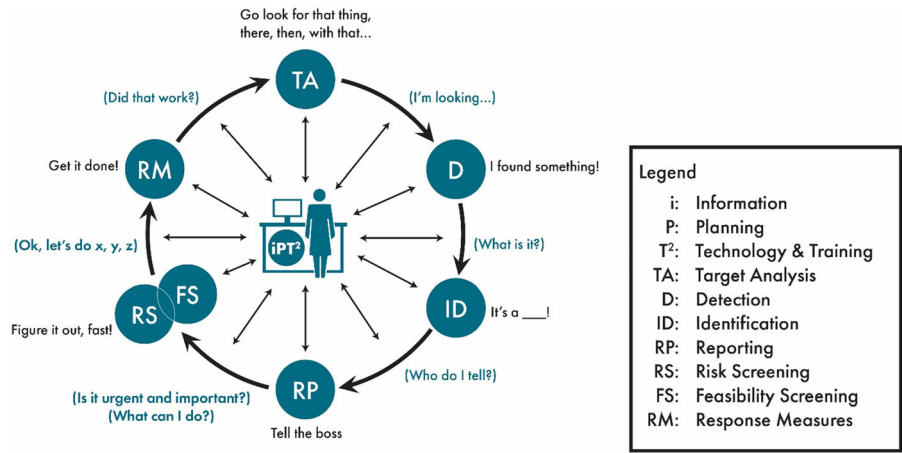 Go look for that thing,
there, then, with that...
TA
(Did that work?)
(I'm looking...)
Get it done!
RM
D
I found something!
(Ok, let's do x, y, z)
iPT²
(What is it?)
FS
RS
Figure it out, fast!
ID
It's a ___!
(Who do I tell?)
(Is it urgent and important?)
(What can I do?)
RP
Tell the boss
Legend
i: Information
P: Planning
T²: Technology & Training
TA: Target Analysis
D: Detection
ID: Identification
RP: Reporting
RS: Risk Screening
FS: Feasibility Screening
RM: Response Measures